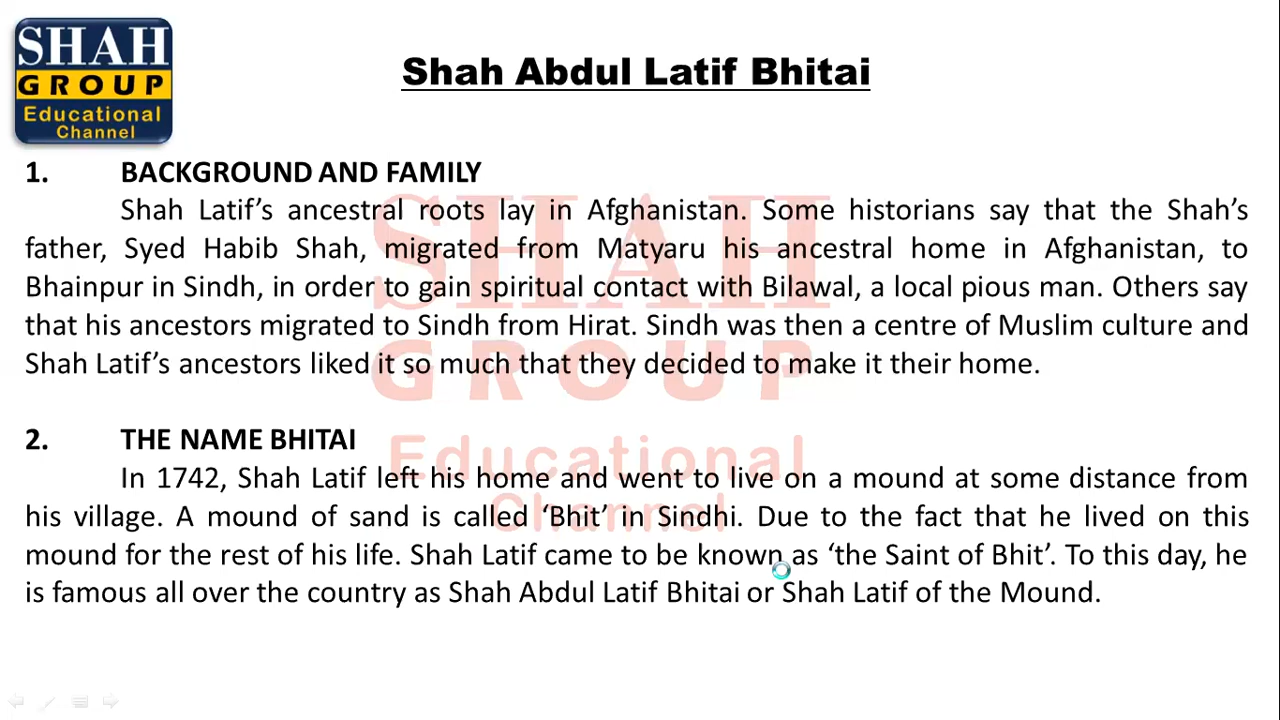 SHAH
GROUP
Educational
Channel
Shah Abdul Latif Bhitai
1. BACKGROUND AND FAMILY
Shah Latif’s ancestral roots lay in Afghanistan. Some historians say that the Shah’s
father, Syed Habib Shah, migrated from Matyaru his ancestral home in Afghanistan, to
Bhainpur in Sindh, in order to gain spiritual contact with Bilawal, a local pious man. Others say
that his ancestors migrated to Sindh from Hirat. Sindh was then a centre of Muslim culture and
Shah Latif’s ancestors liked it so much that they decided to make it their home.
2. THE NAME BHITAI
In 1742, Shah Latif left his home and went to live on a mound at some distance from
his village. A mound of sand is called ‘Bhit’ in Sindhi. Due to the fact that he lived on this
mound for the rest of his life. Shah Latif came to be known as ‘the Saint of Bhit’. To this day, he
is famous all over the country as Shah Abdul Latif Bhitai or Shah Latif of the Mound.
SHAH
GROUP
Educational
Channel